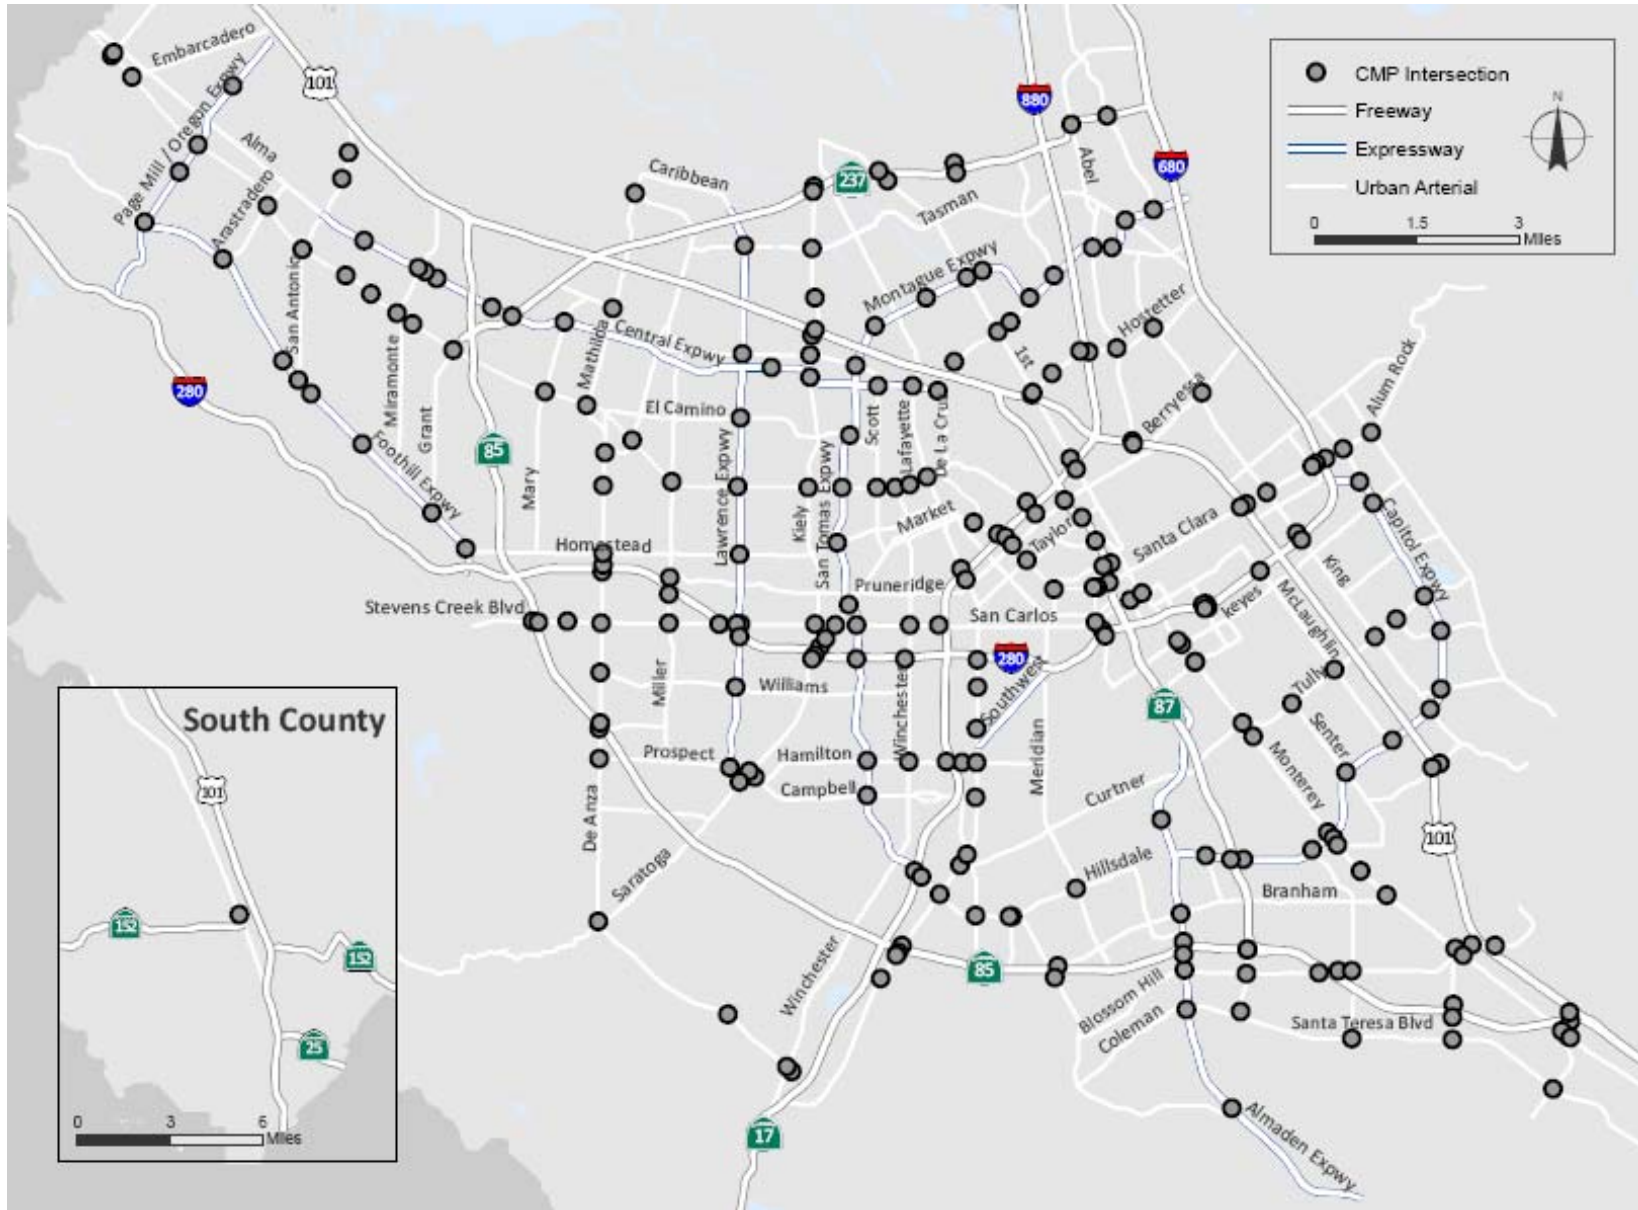 Embarcadero
101
Page Mill / Oregon Expwy
Alma
Arastradero
San Antonio
Caribbean
237
Tasman
880
Abel
680
CMP Intersection
Freeway
Expressway
Urban Arterial
N
0 1.5 3
Miles
Montague Expwy
Hostetter
1st
Central Expwy
Mathilda
Miramonte
Grant
280
Foothill Expwy
85
Mary
El Camino
Lawrence Expwy
Kiely
San Tomas Expwy
Scott
Lafayette
De La Cruz
Berryessa
Alum Rock
Market
Taylor
Santa Clara
Capitol Expwy
King
Homestead
Pruneridge
Stevens Creek Blvd
San Carlos
keyes
McLaughlin
280
Southwest
Miller
Williams
Winchester
Meridian
87
Tully
Senter
Monterey
Prospect
Hamilton
Campbell
Curtner
De Anza
Saratoga
Hillsdale
Branham
101
Winchester
85
Blossom Hill
Coleman
Santa Teresa Blvd
17
Almaden Expwy
South County
101
152
152
25
0 3 6
Miles